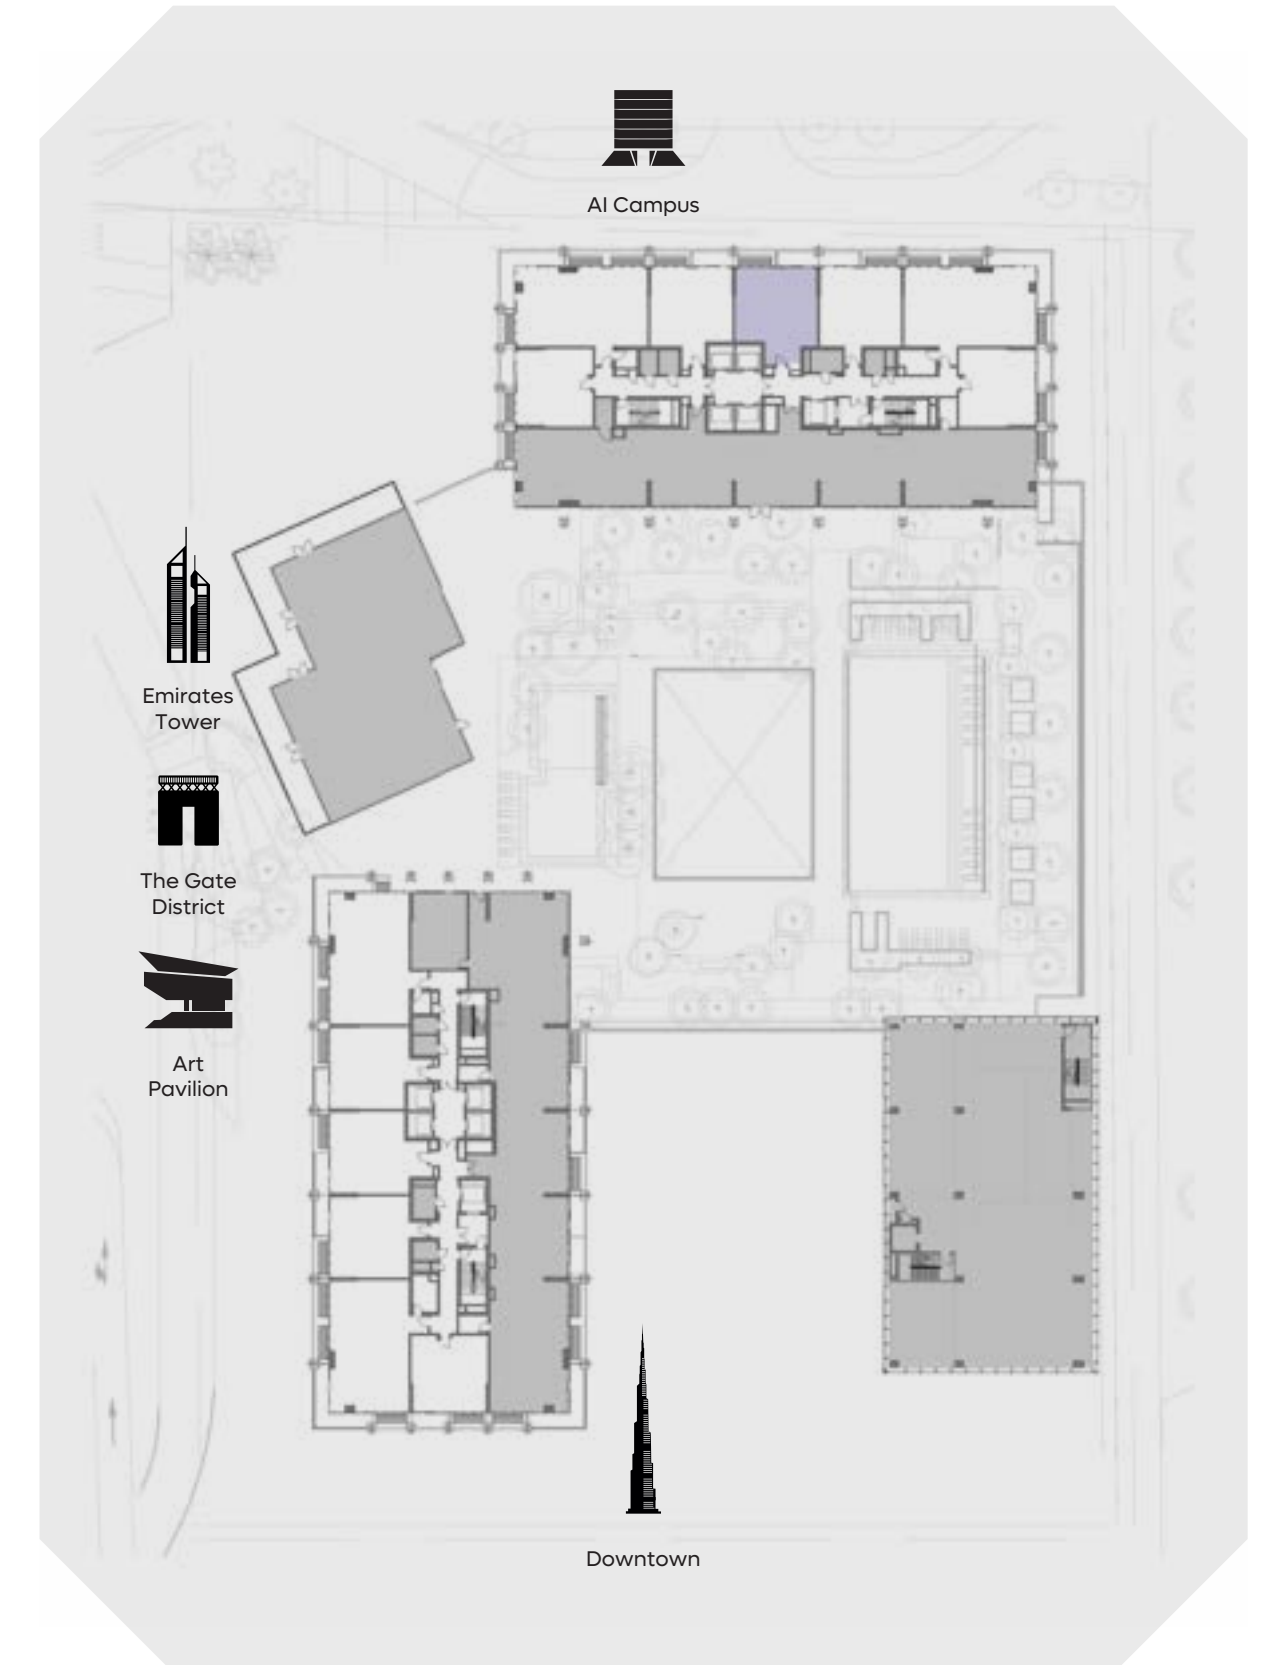 AI Campus
Emirates
Tower
The Gate
District
Art
Pavilion
Downtown